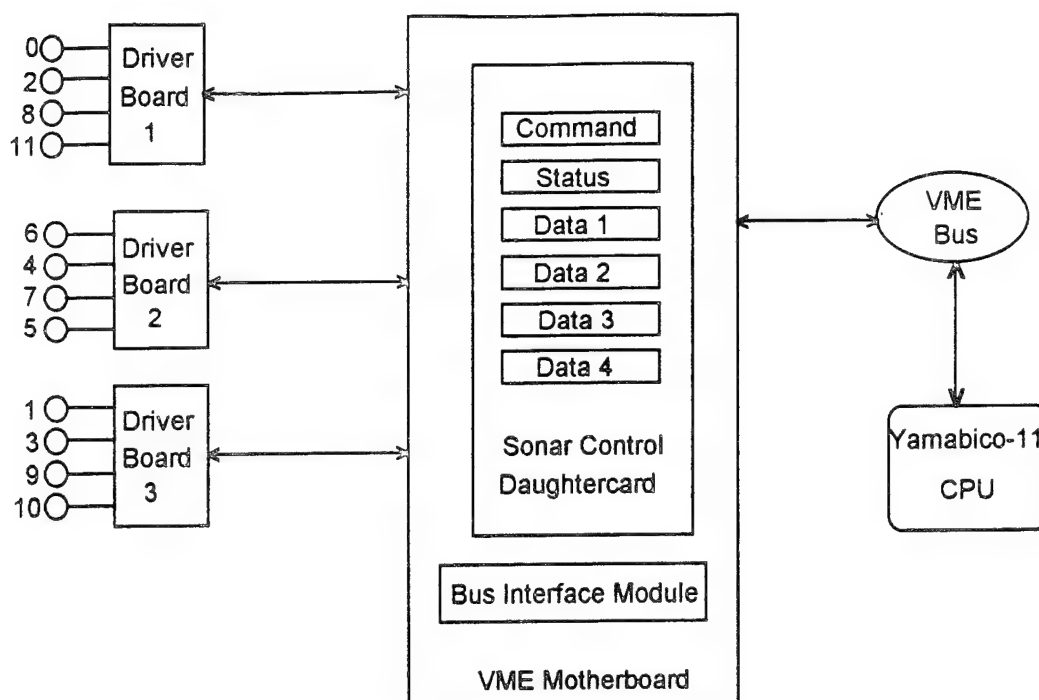 0
2
8
11
Driver
Board
1
6
4
7
5
Driver
Board
2
1
3
9
10
Driver
Board
3
Command
Status
Data 1
Data 2
Data 3
Data 4
Sonar Control
Daughtercard
Bus Interface Module
VME Motherboard
VME
Bus
Yamabico-11
CPU